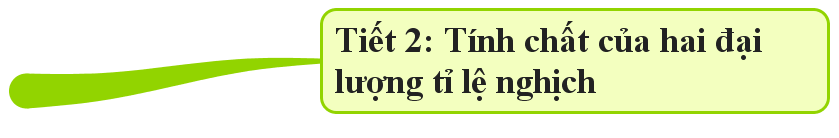 Tiết 2: Tính chất của hai đại
lượng tỉ lệ nghịch